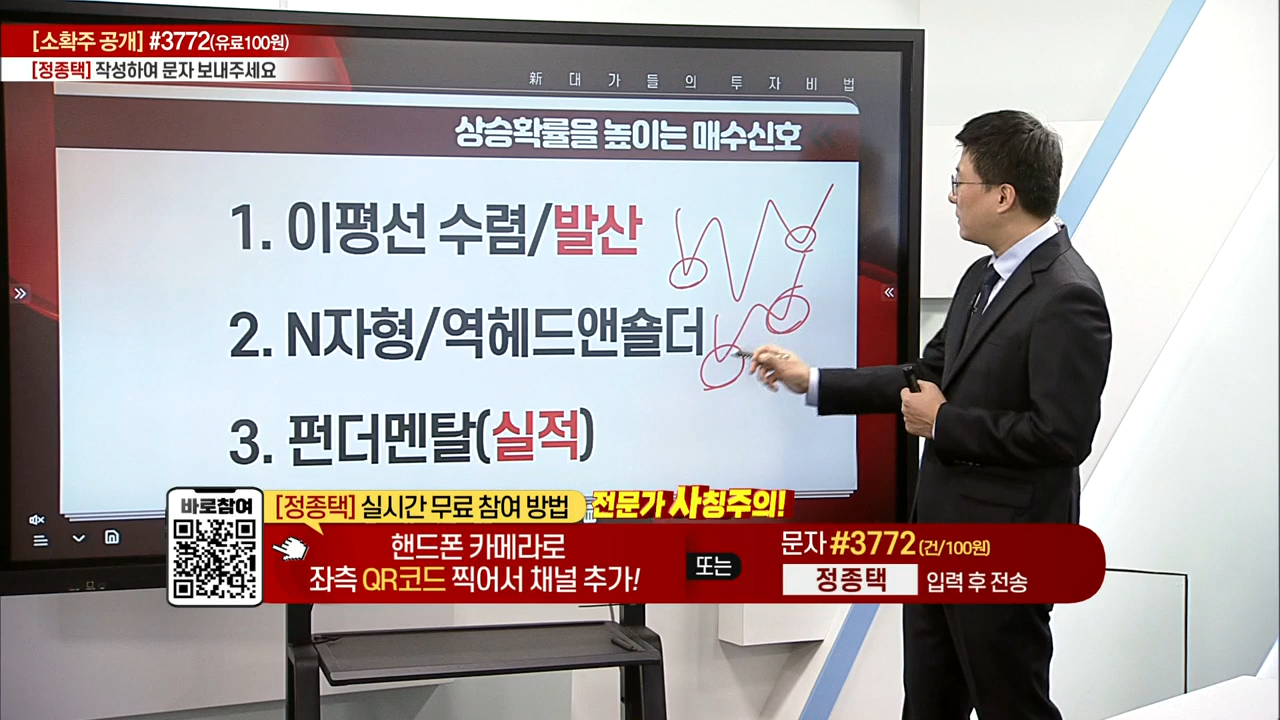 [소확주 공개] #3772(유료100원)
[정종택] 작성하여 문자 보내주세요
新 대 가 들 의 투 자 비 법
상승확률을 높이는 매수신호
1. 이평선 수렴/발산
2. N자형/역헤드앤숄더
3. 펀더멘탈(실적)
바로참여
[정종택] 실시간 무료 참여 방법
전문가 사칭주의!
핸드폰 카메라로
좌측 QR코드 찍어서 채널 추가!
또는
문자 #3772 (건/100원)
정종택 입력 후 전송